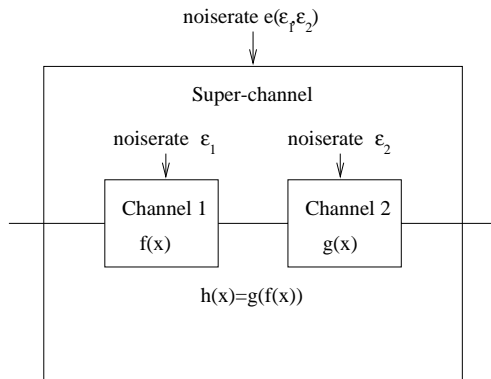 noiserate e(ε₁,ε₂)
Super-channel
noiserate ε₁
noiserate ε₂
Channel 1
f(x)
Channel 2
g(x)
h(x)=g(f(x))